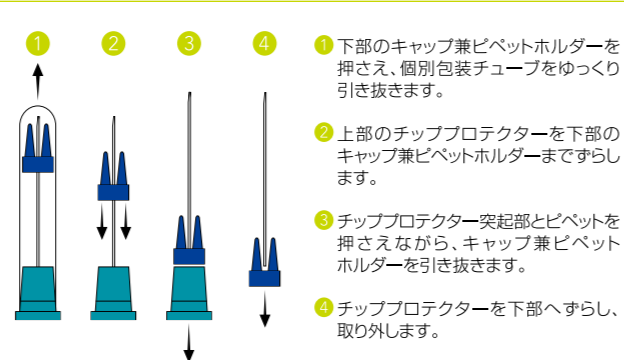 1 2 3 4
1 下部のキャップ兼ピペットホルダーを
押さえ、個別包装チューブをゆっくり
引き抜きます。
2 上部のチッププロテクターを下部の
キャップ兼ピペットホルダーまでずらし
ます。
3 チッププロテクター突起部とピペットを
押さえながら、キャップ兼ピペット
ホルダーを引き抜きます。
4 チッププロテクターを下部へずらし、
取り外します。